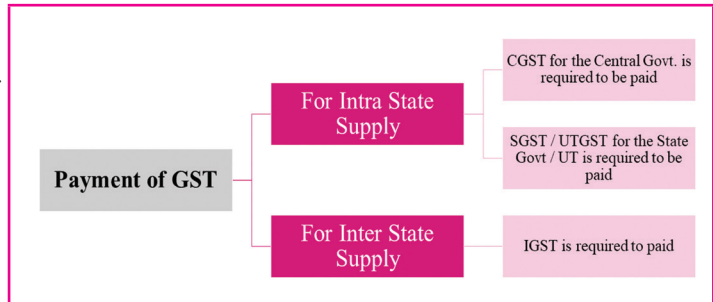 CGST for the Central Govt. is
required to be paid
For Intra State
Supply
SGST / UTGST for the State
Govt / UT is required to be
paid
Payment of GST
For Inter State
Supply
IGST is required to paid